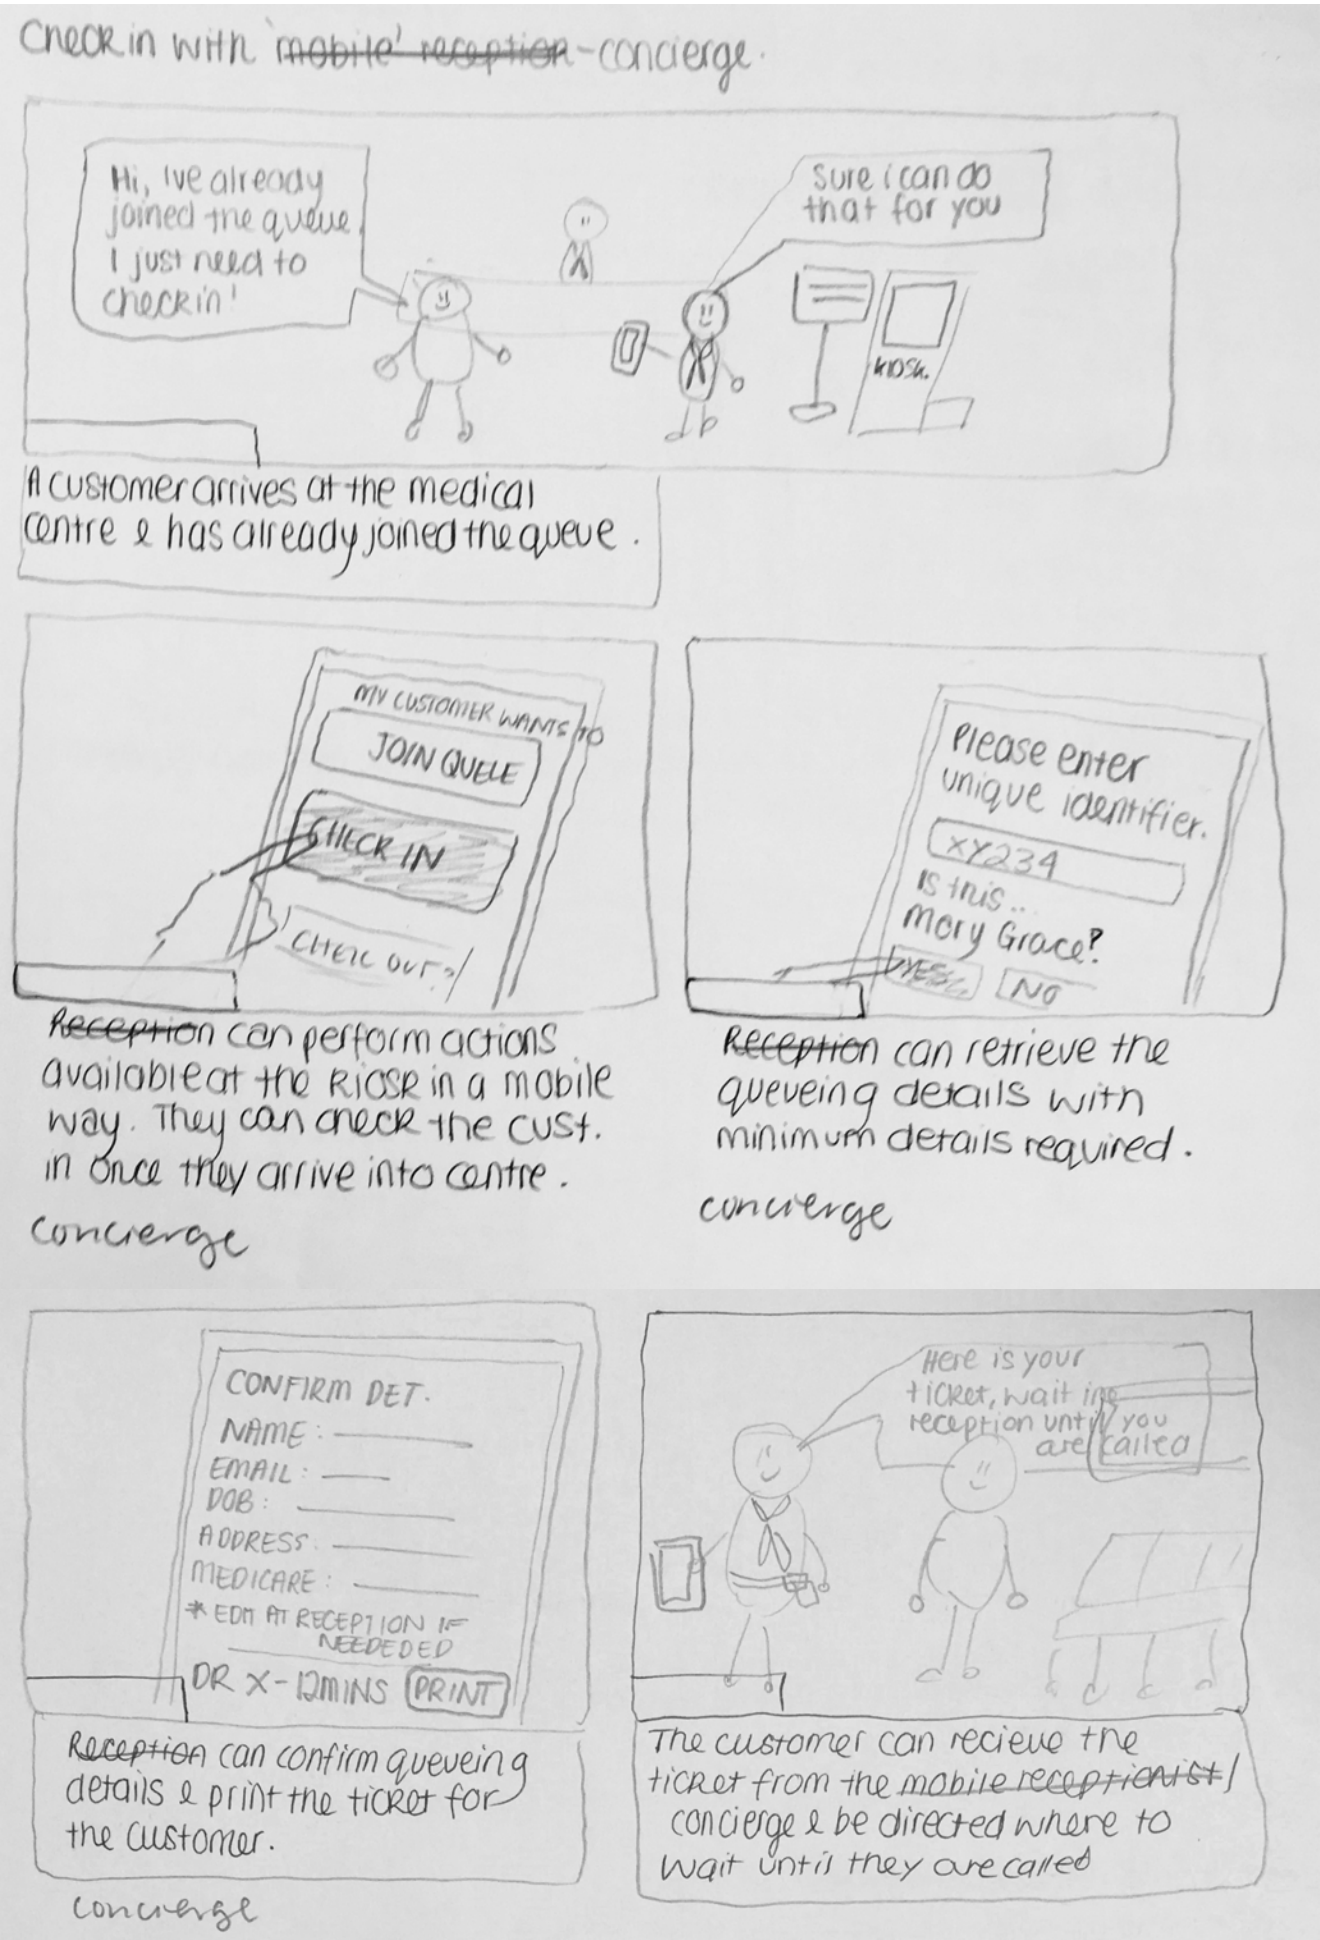 Check in with 'mobile' reception - concierge.
Hi, Ive already
joined the queue
I just need to
checkin!
Sure i can do
that for you
KIOSK.
A customer arrives at the medical
centre & has already joined the queue.
MY CUSTOMER WANTS TO
JOIN QUEUE
CHECK IN
CHECK OUT
Please enter
unique identifier.
XY234
Is this..
Mary Grace?
YES
NO
Reception can perform actions
available at the kiosk in a mobile
way. They can check the cust.
in once they arrive into centre.
concierge
Reception can retrieve the
queueing details with
minimum details required.
concierge
CONFIRM DET.
NAME:
EMAIL:
DOB:
ADDRESS:
MEDICARE:
* EDIT AT RECEPTION IF
NEEDEDED
DR X - 12MINS PRINT
Here is your
ticket, wait in
reception until you
are called
Reception can confirm queueing
details & print the ticket for
the customer.
concierge
The customer can recieve the
ticket from the mobile receptionist/
concierge & be directed where to
wait until they are called